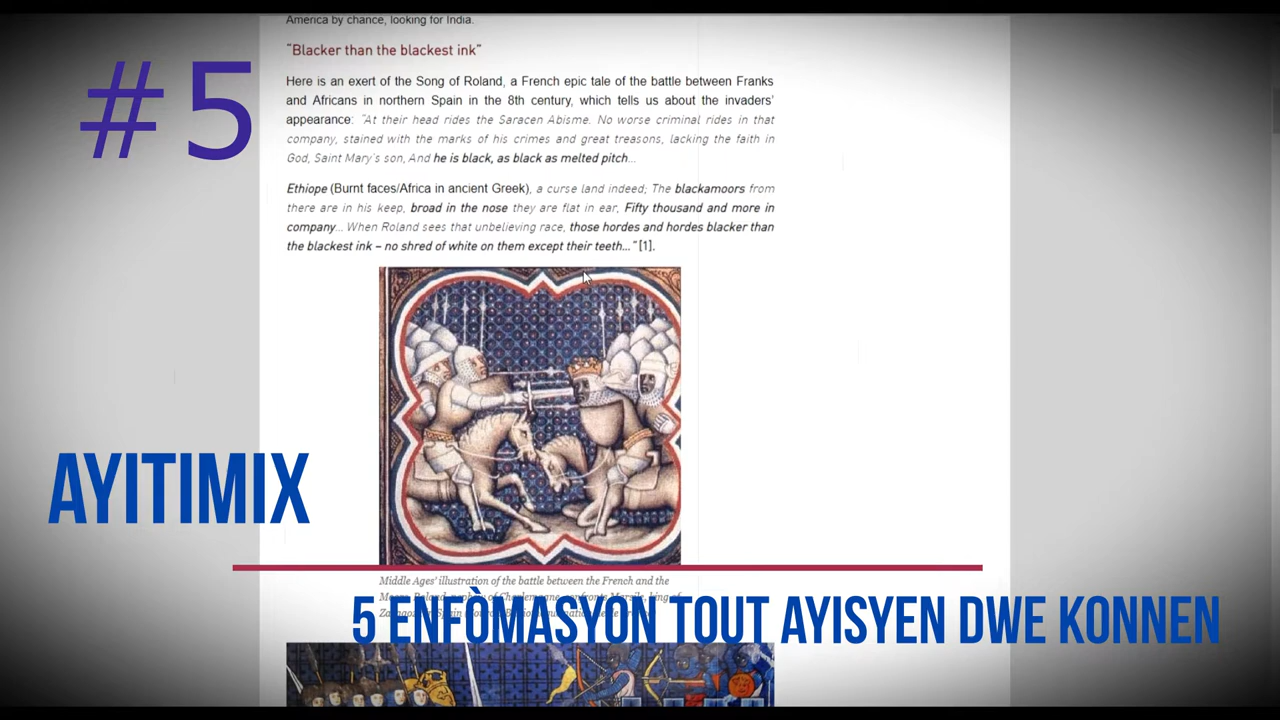 America by chance, looking for India.
#5
"Blacker than the blackest ink"
Here is an exert of the Song of Roland, a French epic tale of the battle between Franks
and Africans in northern Spain in the 8th century, which tells us about the invaders'
appearance: "At their head rides the Saracen Abisme. No worse criminal rides in that
company, stained with the marks of his crimes and great treasons, lacking the faith in
God, Saint Mary's son, And he is black, as black as melted pitch...
Ethiope (Burnt faces/Africa in ancient Greek), a curse land indeed; The blackamoors from
there are in his keep, broad in the nose they are flat in ear, Fifty thousand and more in
company... When Roland sees that unbelieving race, those hordes and hordes blacker than
the blackest ink – no shred of white on them except their teeth..." [1].
AYITIMIX
Middle Ages' illustration of the battle between the French and the
5 ENFÒMASYON TOUT AYISYEN DWE KONNEN